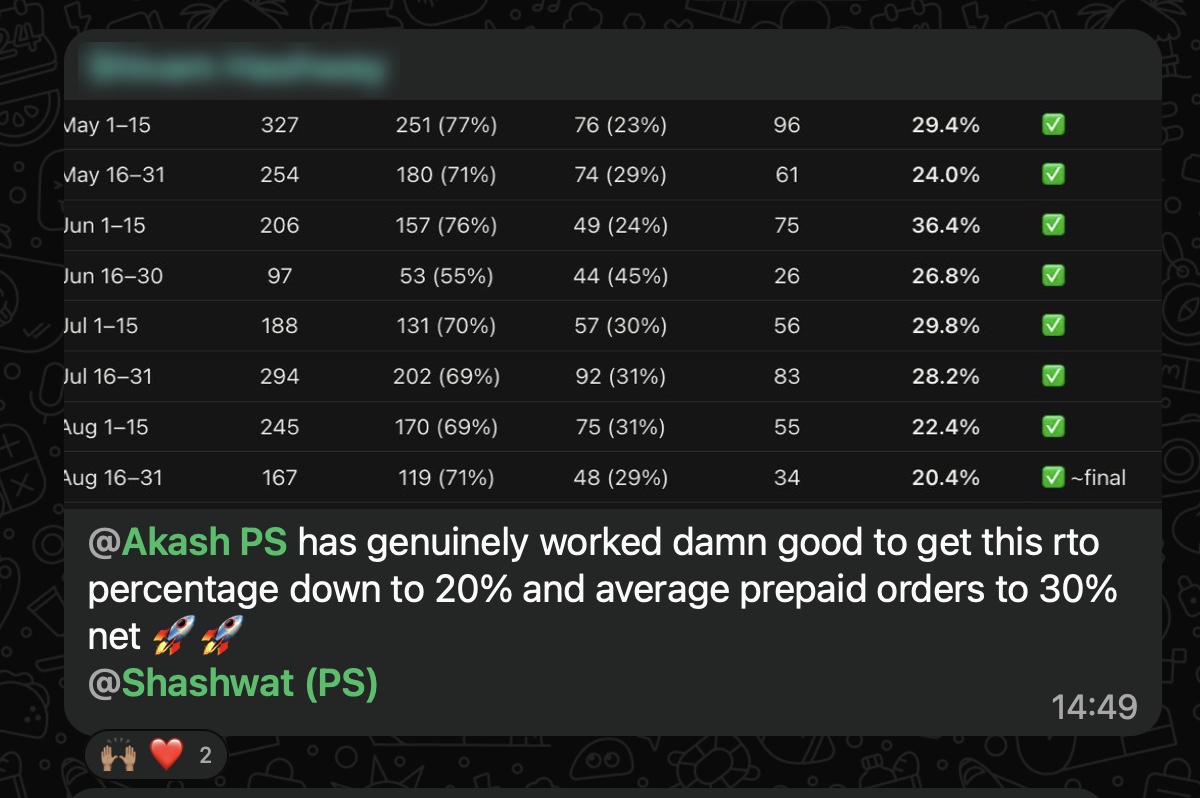 May 1–15 327 251 (77%) 76 (23%) 96 29.4% ✅
May 16–31 254 180 (71%) 74 (29%) 61 24.0% ✅
Jun 1–15 206 157 (76%) 49 (24%) 75 36.4% ✅
Jun 16–30 97 53 (55%) 44 (45%) 26 26.8% ✅
Jul 1–15 188 131 (70%) 57 (30%) 56 29.8% ✅
Jul 16–31 294 202 (69%) 92 (31%) 83 28.2% ✅
Aug 1–15 245 170 (69%) 75 (31%) 55 22.4% ✅
Aug 16–31 167 119 (71%) 48 (29%) 34 20.4% ✅ ~final
@Akash PS has genuinely worked damn good to get this rto
percentage down to 20% and average prepaid orders to 30%
net 🚀 🚀
@Shashwat (PS)
14:49
🙌🏽 ❤️ 2